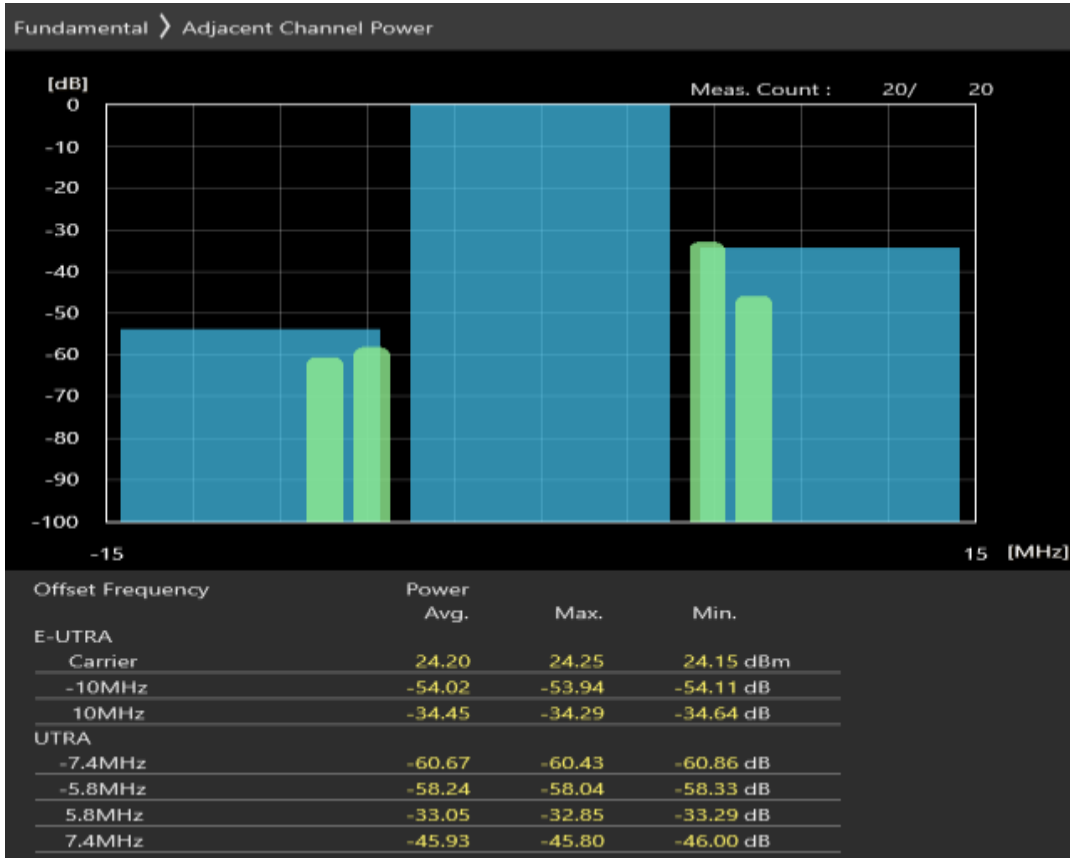 Fundamental 〉 Adjacent Channel Power
[dB]
Meas. Count : 20/ 20
0
-10
-20
-30
-40
-50
-60
-70
-80
-90
-100
-15 15 [MHz]
Offset Frequency Power
Avg. Max. Min.
E-UTRA
Carrier 24.20 24.25 24.15 dBm
-10MHz -54.02 -53.94 -54.11 dB
10MHz -34.45 -34.29 -34.64 dB
UTRA
-7.4MHz -60.67 -60.43 -60.86 dB
-5.8MHz -58.24 -58.04 -58.33 dB
5.8MHz -33.05 -32.85 -33.29 dB
7.4MHz -45.93 -45.80 -46.00 dB